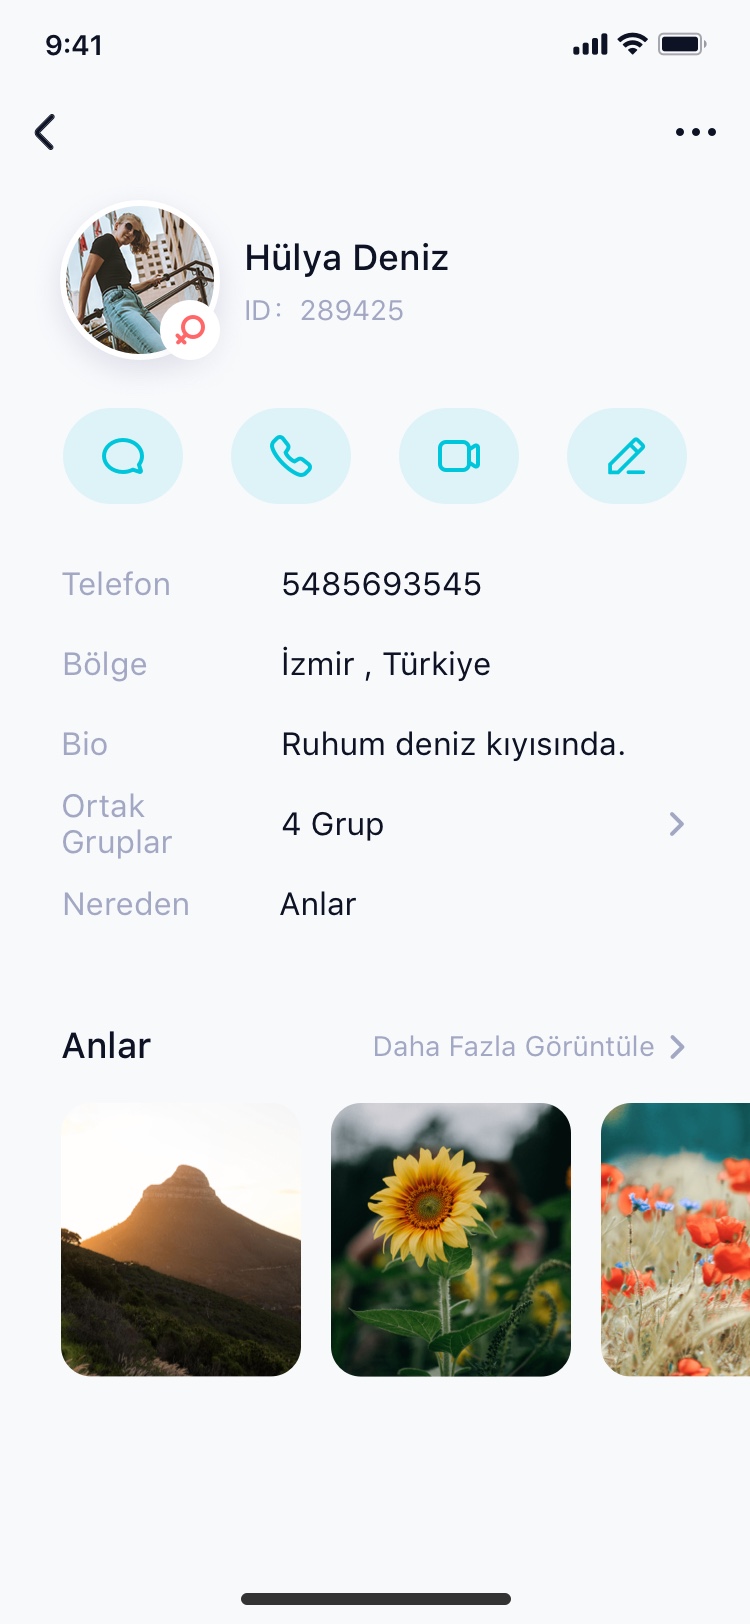 9:41
Hülya Deniz
ID: 289425
Telefon
5485693545
Bölge
İzmir , Türkiye
Bio
Ruhum deniz kıyısında.
Ortak
Gruplar
4 Grup
Nereden
Anlar
Anlar
Daha Fazla Görüntüle